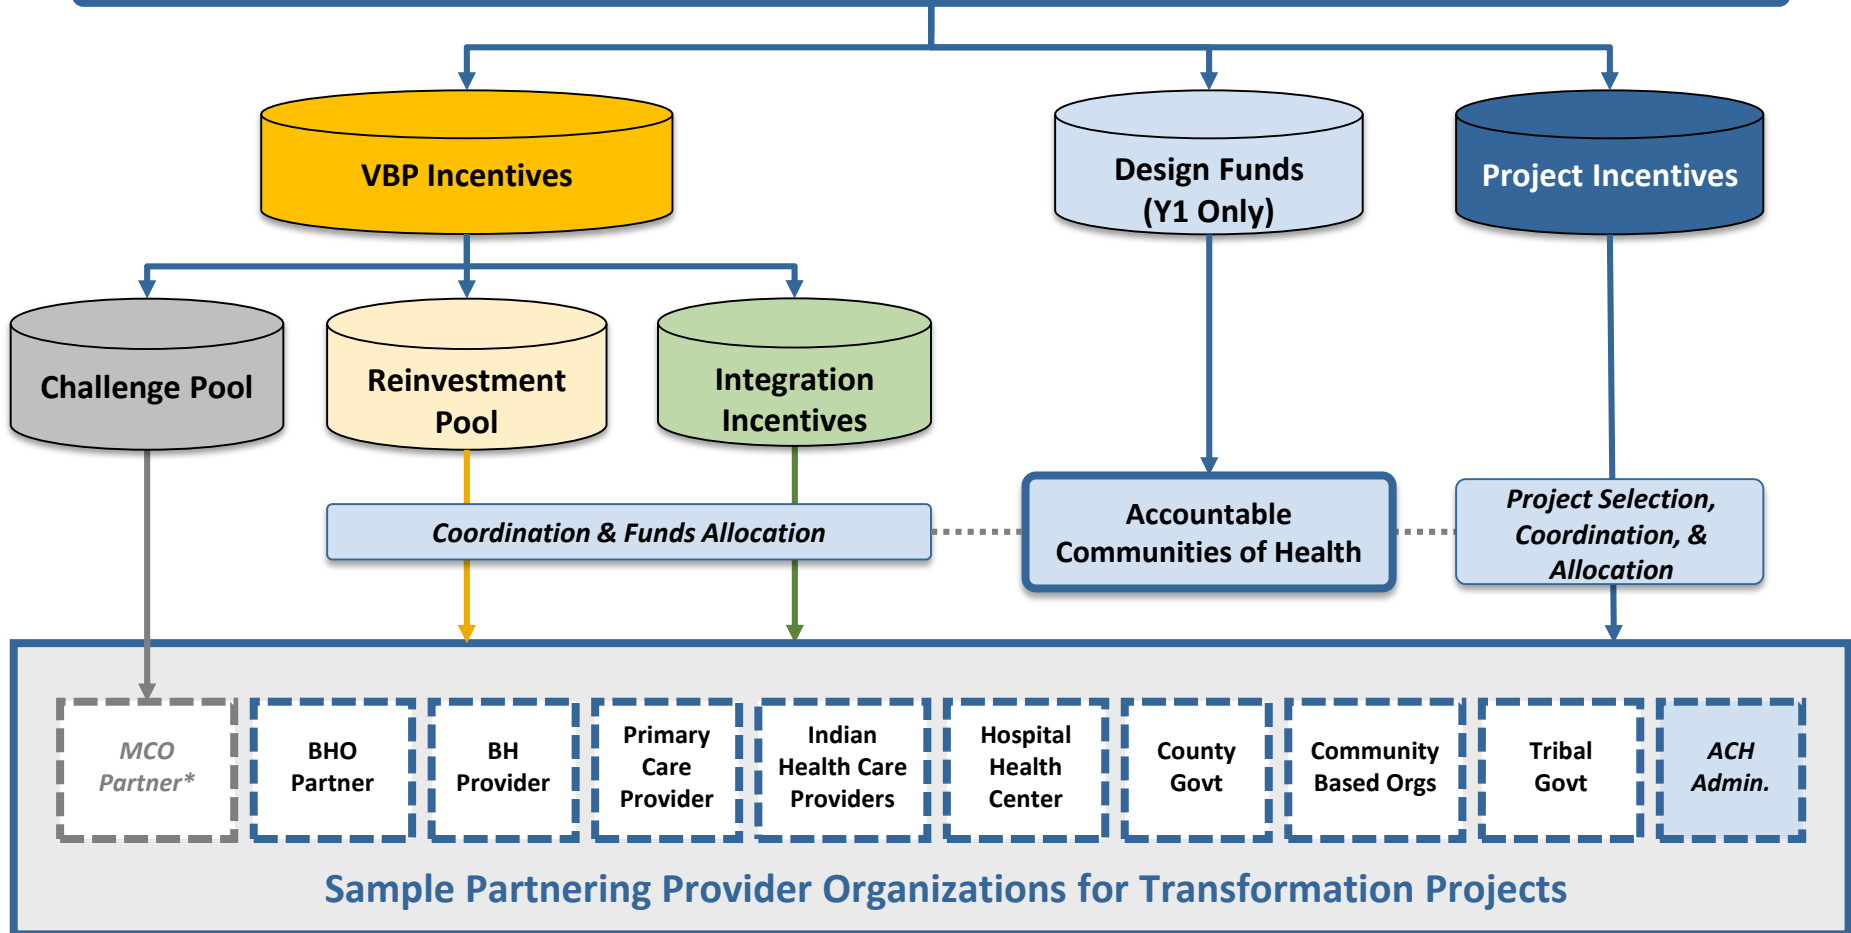 VBP Incentives
Design Funds
(Y1 Only)
Project Incentives
Challenge Pool
Reinvestment
Pool
Integration
Incentives
Coordination & Funds Allocation
Accountable
Communities of Health
Project Selection,
Coordination, &
Allocation
MCO
Partner*
BHO
Partner
BH
Provider
Primary
Care
Provider
Indian
Health Care
Providers
Hospital
Health
Center
County
Govt
Community
Based Orgs
Tribal
Govt
ACH
Admin.
Sample Partnering Provider Organizations for Transformation Projects